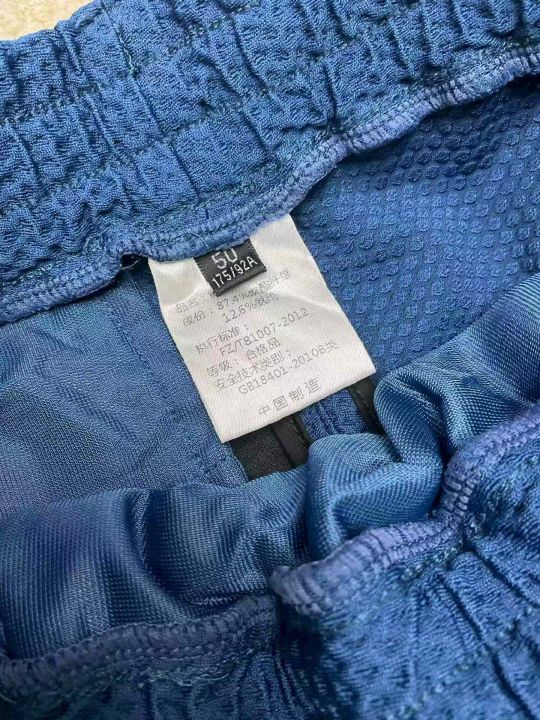 50
175/92A
品名:
成份: 87.4%聚酯纤维
12.6%氨纶
执行标准:
FZ/T81007-2012
等级: 合格品
安全技术类别:
GB18401-2010B类
中国制造